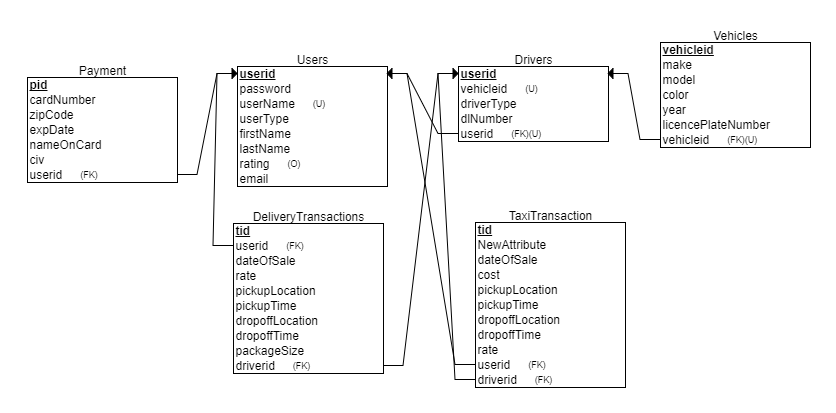 Payment
pid
cardNumber
zipCode
expDate
nameOnCard
civ
userid (FK)
Users
userid
password
userName (U)
userType
firstName
lastName
rating (O)
email
Drivers
userid
vehicleid (U)
driverType
dlNumber
userid (FK)(U)
Vehicles
vehicleid
make
model
color
year
licencePlateNumber
vehicleid (FK)(U)
DeliveryTransactions
tid
userid (FK)
dateOfSale
rate
pickupLocation
pickupTime
dropoffLocation
dropoffTime
packageSize
driverid (FK)
TaxiTransaction
tid
NewAttribute
dateOfSale
cost
pickupLocation
pickupTime
dropoffLocation
dropoffTime
rate
userid (FK)
driverid (FK)